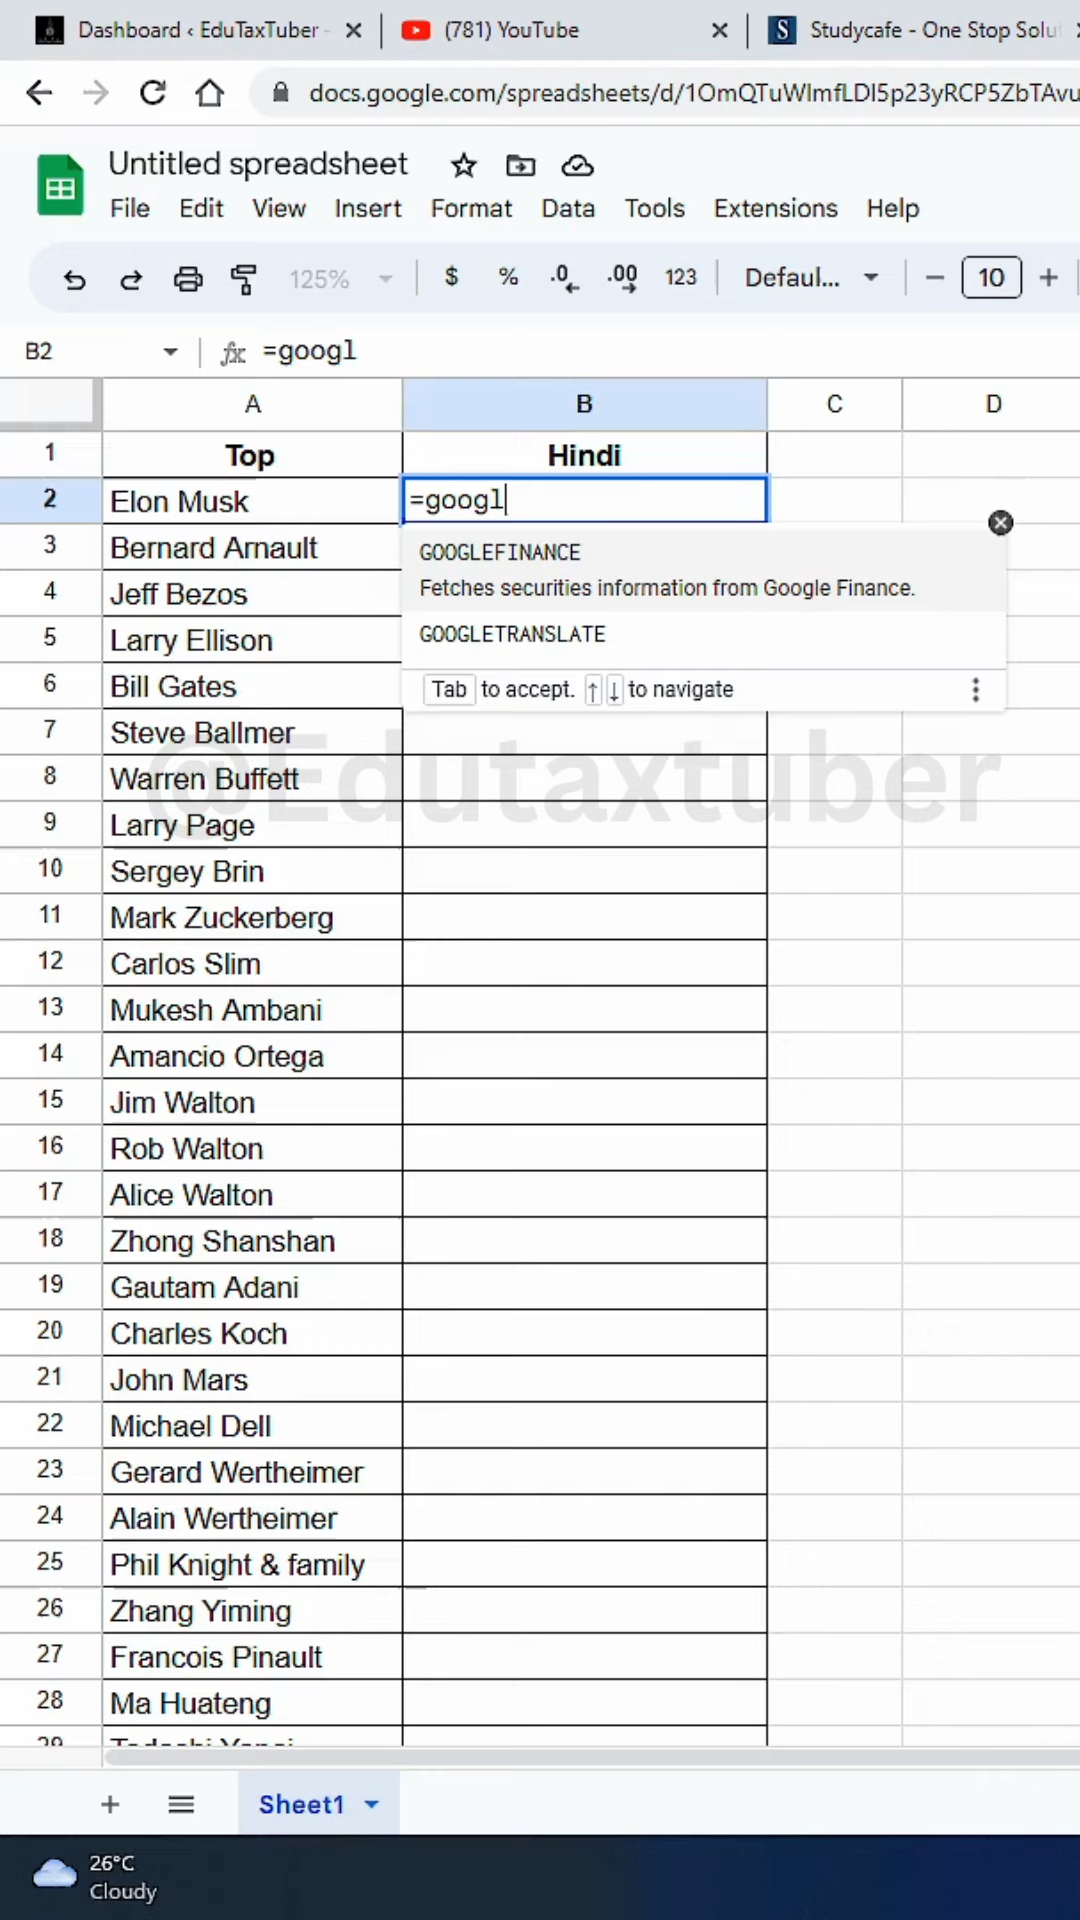 Dashboard ‹ EduTaxTuber -
(781) YouTube
Studycafe - One Stop Solu
docs.google.com/spreadsheets/d/1OmQTuWlmfLDl5p23yRCP5ZbTAvu
Untitled spreadsheet
File Edit View Insert Format Data Tools Extensions Help
125% $ % .0 .00 123 Defaul... − 10 +
B2 fx =googl
A B C D
1 Top Hindi
2 Elon Musk =googl
3 Bernard Arnault
GOOGLEFINANCE
Fetches securities information from Google Finance.
4 Jeff Bezos
5 Larry Ellison
GOOGLETRANSLATE
6 Bill Gates
Tab to accept. ↑ ↓ to navigate
7 Steve Ballmer
@Edutaxtuber
8 Warren Buffett
9 Larry Page
10 Sergey Brin
11 Mark Zuckerberg
12 Carlos Slim
13 Mukesh Ambani
14 Amancio Ortega
15 Jim Walton
16 Rob Walton
17 Alice Walton
18 Zhong Shanshan
19 Gautam Adani
20 Charles Koch
21 John Mars
22 Michael Dell
23 Gerard Wertheimer
24 Alain Wertheimer
25 Phil Knight & family
26 Zhang Yiming
27 Francois Pinault
28 Ma Huateng
29
+ Sheet1
26°C
Cloudy